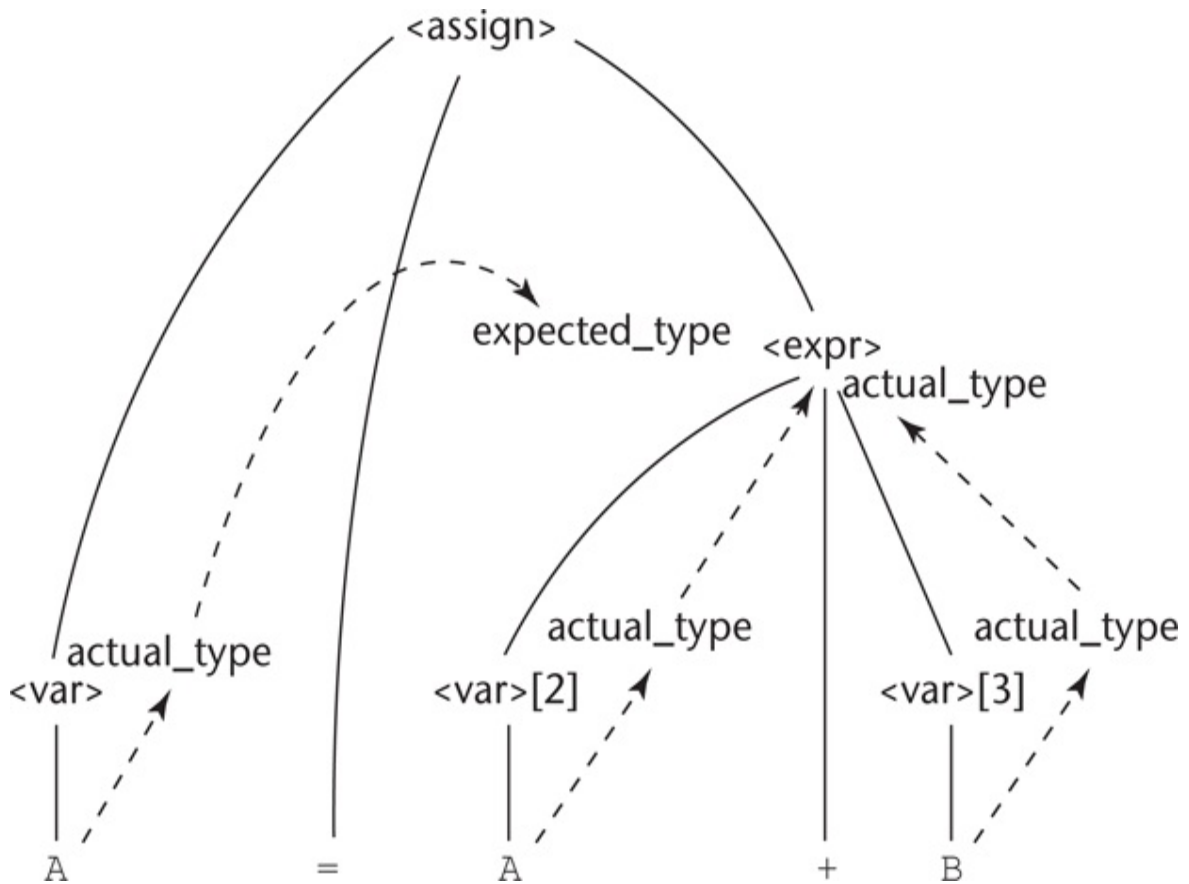 <assign>
expected_type
<expr>
actual_type
actual_type
actual_type
actual_type
<var>
<var>[2]
<var>[3]
A
=
A
+
B